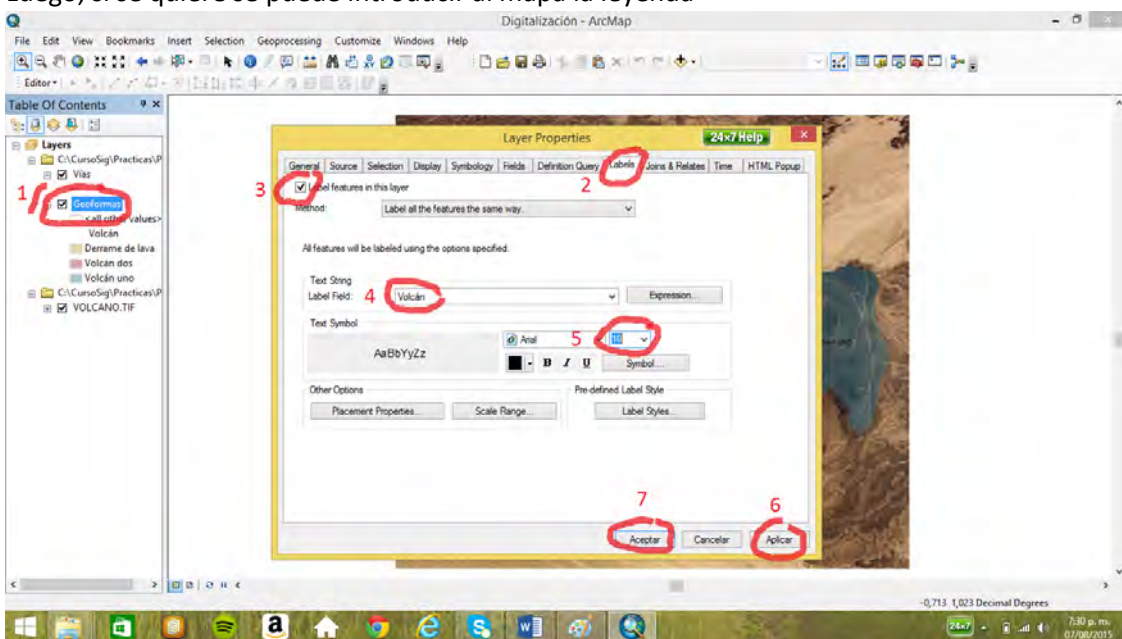 Luego, si se quiere se puede introducir al mapa la leyenda
Digitalización - ArcMap
File Edit View Bookmarks Insert Selection Geoprocessing Customize Windows Help
Editor
Table Of Contents
Layers
C:\CursoSig\Practicas\P
Vías
1
Geoformas
<all other values>
Volcán
Derrame de lava
Volcan dos
Volcán uno
C:\CursoSig\Practicas\P
VOLCANO.TIF
Layer Properties
24x7 Help
General Source Selection Display Symbology Fields Definition Query Labels Joins & Relates Time HTML Popup
2
3
Label features in this layer
Method: Label all the features the same way.
All features will be labeled using the options specified.
Text String
Label Field: 4 Volcán Expression...
Text Symbol
AaBbYyZz
Arial 5 10
B I U Symbol...
Other Options
Placement Properties... Scale Range...
Pre-defined Label Style
Label Styles...
7 6
Aceptar Cancelar Aplicar
-0,713 1,023 Decimal Degrees
24x7
7:30 p. m.
07/08/2015